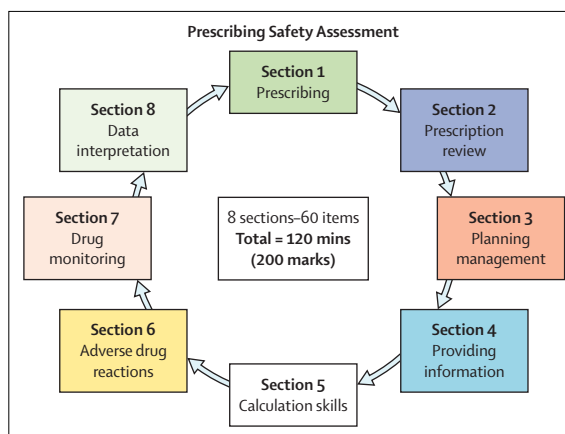 Prescribing Safety Assessment
Section 1
Prescribing
Section 2
Prescription
review
Section 3
Planning
management
Section 4
Providing
information
Section 5
Calculation skills
Section 6
Adverse drug
reactions
Section 7
Drug
monitoring
Section 8
Data
interpretation
8 sections–60 items
Total = 120 mins
(200 marks)